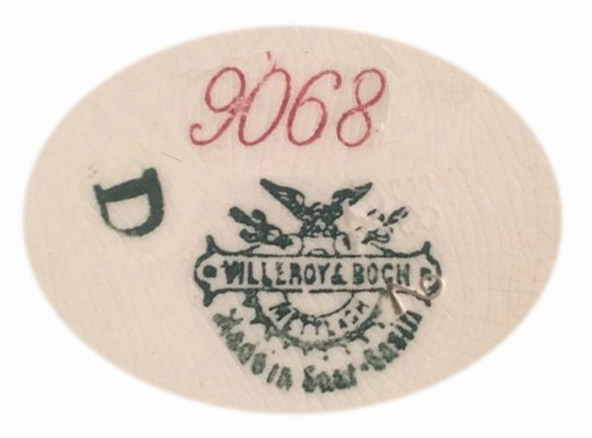 9068
D
VILLEROY & BOCH
METTLACH
Made in Saar-Basin